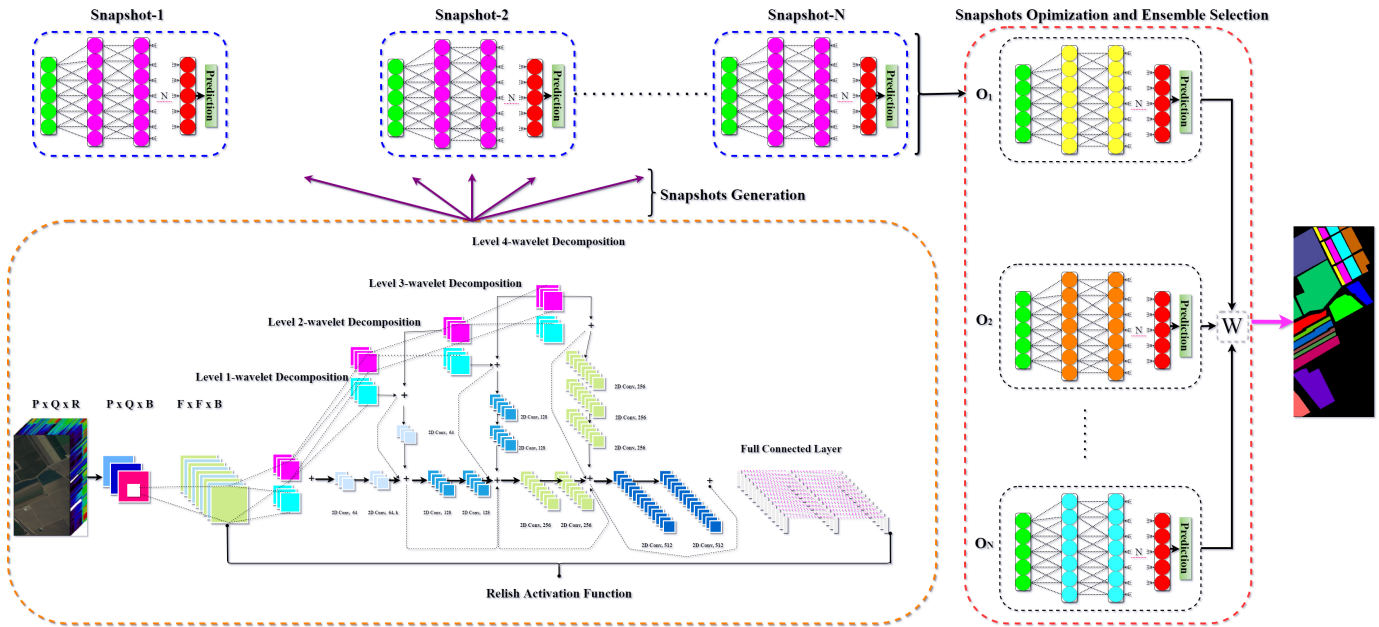 Snapshot-1
Snapshot-2
Snapshot-N
Snapshots Opimization and Ensemble Selection
N
Prediction
N
Prediction
N
Prediction
O1
N
Prediction
Snapshots Generation
Level 4-wavelet Decomposition
Level 3-wavelet Decomposition
Level 2-wavelet Decomposition
Level 1-wavelet Decomposition
O2
N
Prediction
W
P x Q x R
P x Q x B
F x F x B
+
+
+
+
2D Conv, 256
2D Conv, 256
2D Conv, 256
2D Conv, 128
2D Conv, 128
2D Conv, 64
Full Connected Layer
+
+
+
+
+
2D Conv, 64
2D Conv, 64, k
2D Conv, 128
2D Conv, 128
2D Conv, 256
2D Conv, 256
2D Conv, 512
2D Conv, 512
ON
N
Prediction
Relish Activation Function